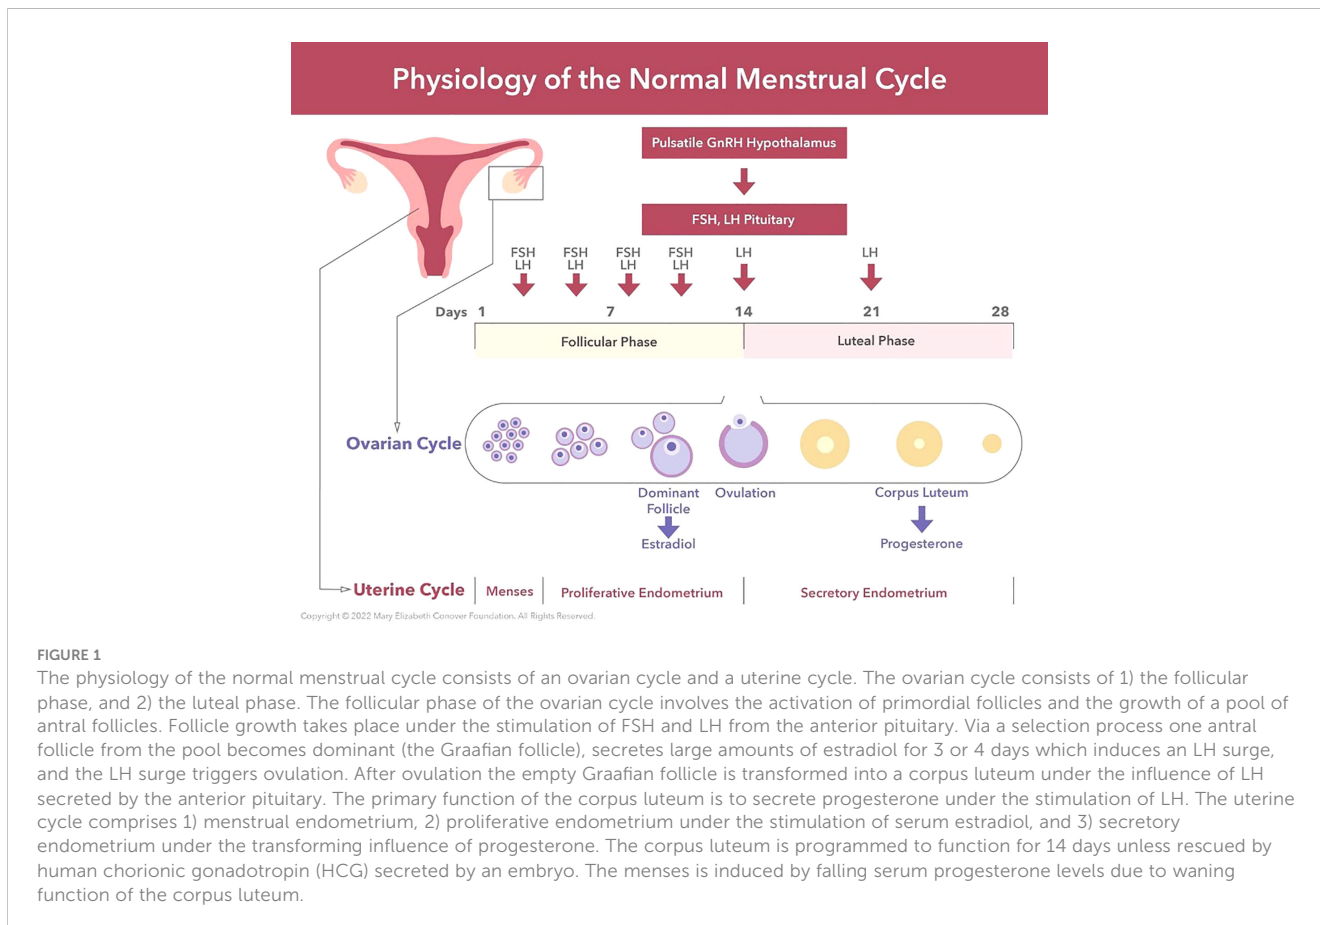 Physiology of the Normal Menstrual Cycle
Pulsatile GnRH Hypothalamus
FSH, LH Pituitary
FSH FSH FSH FSH LH LH
LH LH LH LH
Days 1 7 14 21 28
Follicular Phase Luteal Phase
Ovarian Cycle
Dominant Ovulation Corpus Luteum
Follicle
Estradiol Progesterone
Uterine Cycle Menses Proliferative Endometrium Secretory Endometrium
Copyright © 2022 Mary Elizabeth Conover Foundation. All Rights Reserved.
FIGURE 1
The physiology of the normal menstrual cycle consists of an ovarian cycle and a uterine cycle. The ovarian cycle consists of 1) the follicular
phase, and 2) the luteal phase. The follicular phase of the ovarian cycle involves the activation of primordial follicles and the growth of a pool of
antral follicles. Follicle growth takes place under the stimulation of FSH and LH from the anterior pituitary. Via a selection process one antral
follicle from the pool becomes dominant (the Graafian follicle), secretes large amounts of estradiol for 3 or 4 days which induces an LH surge,
and the LH surge triggers ovulation. After ovulation the empty Graafian follicle is transformed into a corpus luteum under the influence of LH
secreted by the anterior pituitary. The primary function of the corpus luteum is to secrete progesterone under the stimulation of LH. The uterine
cycle comprises 1) menstrual endometrium, 2) proliferative endometrium under the stimulation of serum estradiol, and 3) secretory
endometrium under the transforming influence of progesterone. The corpus luteum is programmed to function for 14 days unless rescued by
human chorionic gonadotropin (HCG) secreted by an embryo. The menses is induced by falling serum progesterone levels due to waning
function of the corpus luteum.